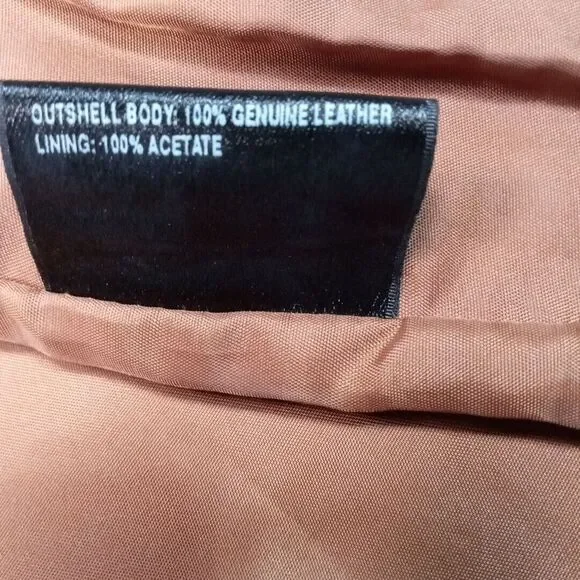 OUTSHELL BODY: 100% GENUINE LEATHER
LINING: 100% ACETATE